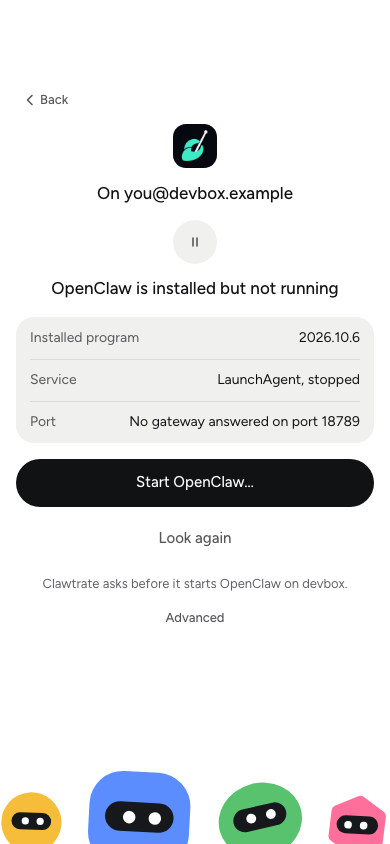 Back
On you@devbox.example
OpenClaw is installed but not running
Installed program 2026.10.6
Service LaunchAgent, stopped
Port No gateway answered on port 18789
Start OpenClaw...
Look again
Clawtrate asks before it starts OpenClaw on devbox.
Advanced